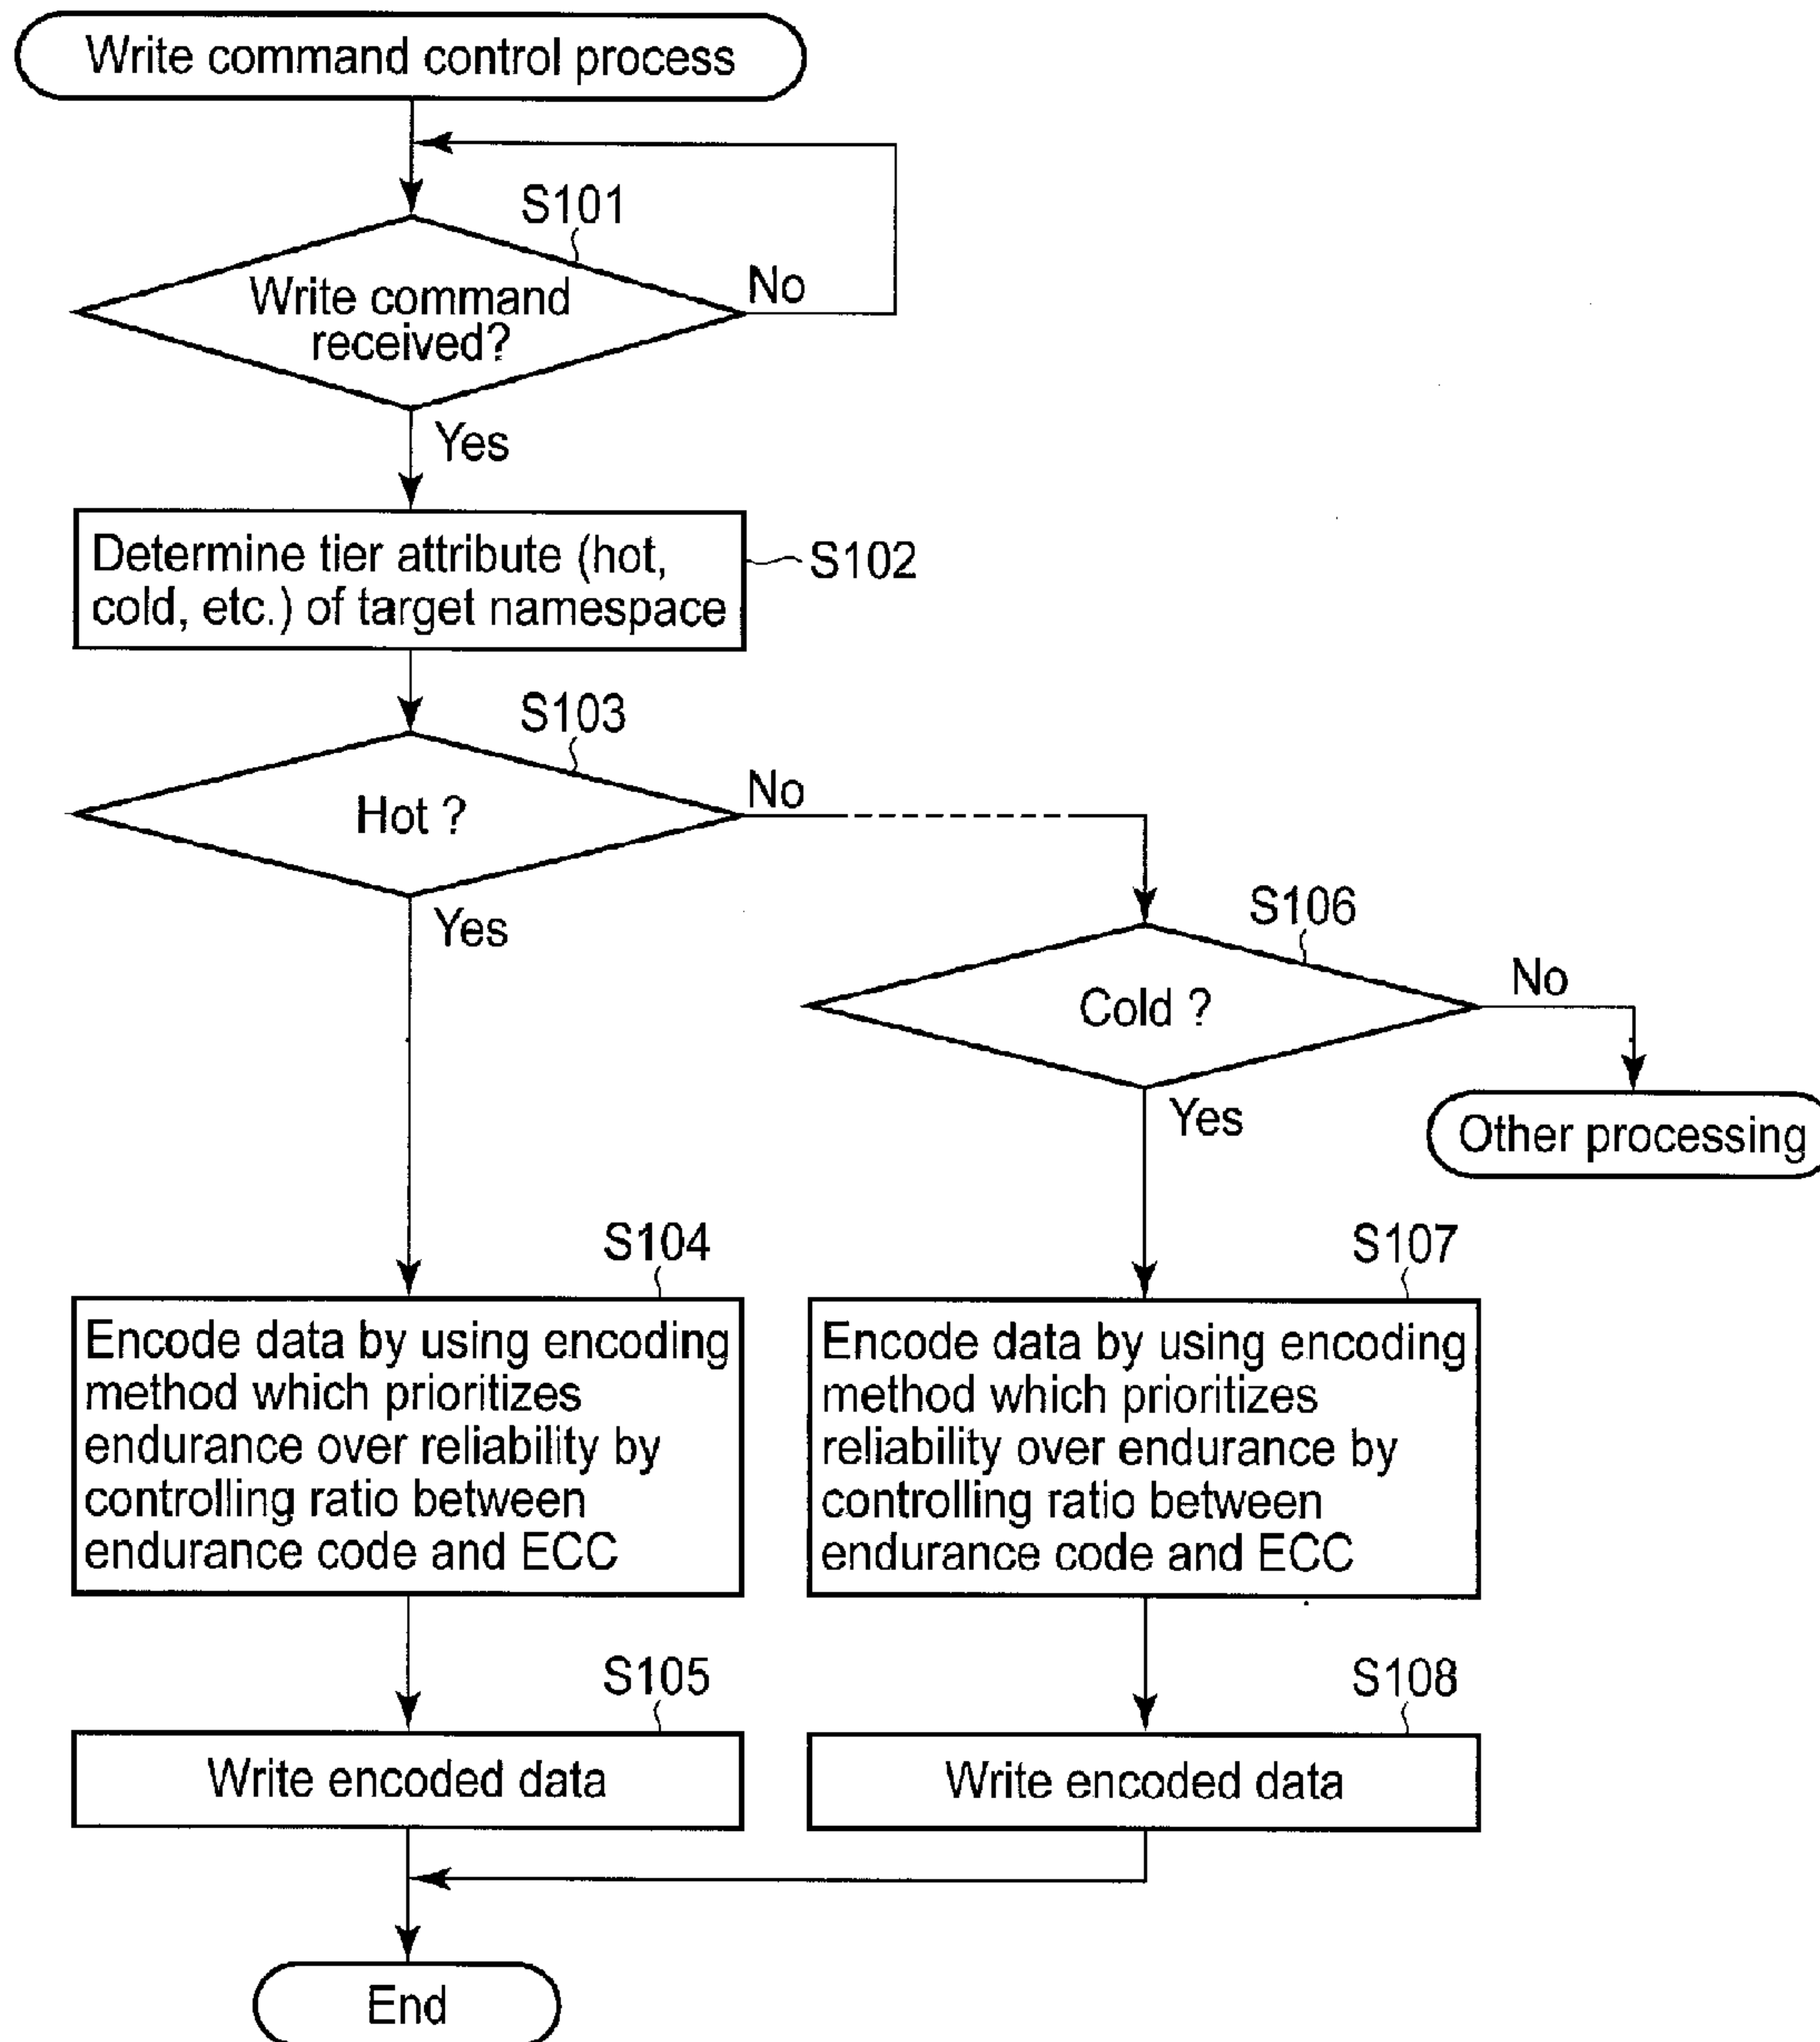 Write command control process
S101
Write command
received?
No
Yes
Determine tier attribute (hot,
cold, etc.) of target namespace
S102
S103
Hot ?
No
Yes
S106
Cold ?
No
Yes
Other processing
S104
Encode data by using encoding
method which prioritizes
endurance over reliability by
controlling ratio between
endurance code and ECC
S107
Encode data by using encoding
method which prioritizes
reliability over endurance by
controlling ratio between
endurance code and ECC
S105
Write encoded data
S108
Write encoded data
End